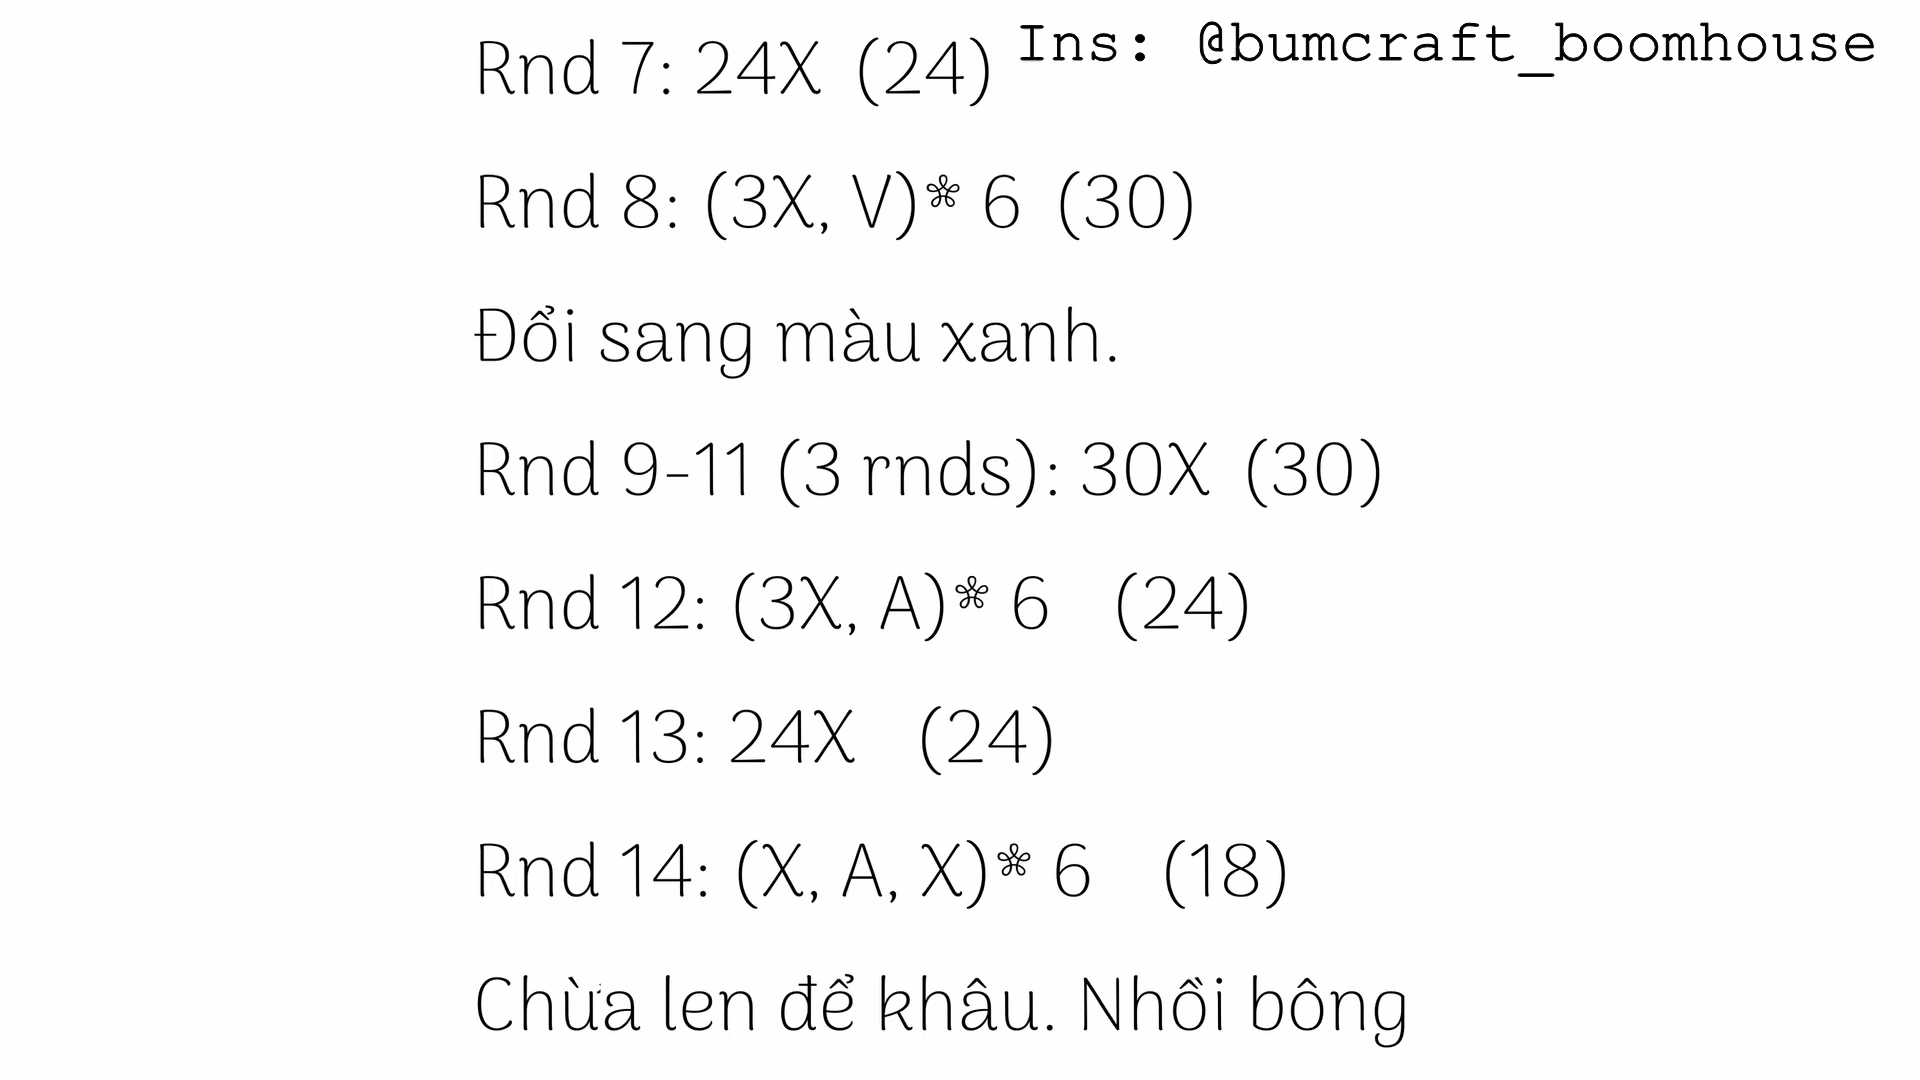 Rnd 7: 24X (24)
Ins: @bumcraft_boomhouse
Rnd 8: (3X, V)* 6 (30)
Đổi sang màu xanh.
Rnd 9-11 (3 rnds): 30X (30)
Rnd 12: (3X, A)* 6 (24)
Rnd 13: 24X (24)
Rnd 14: (X, A, X)* 6 (18)
Chừa len để khâu. Nhồi bông